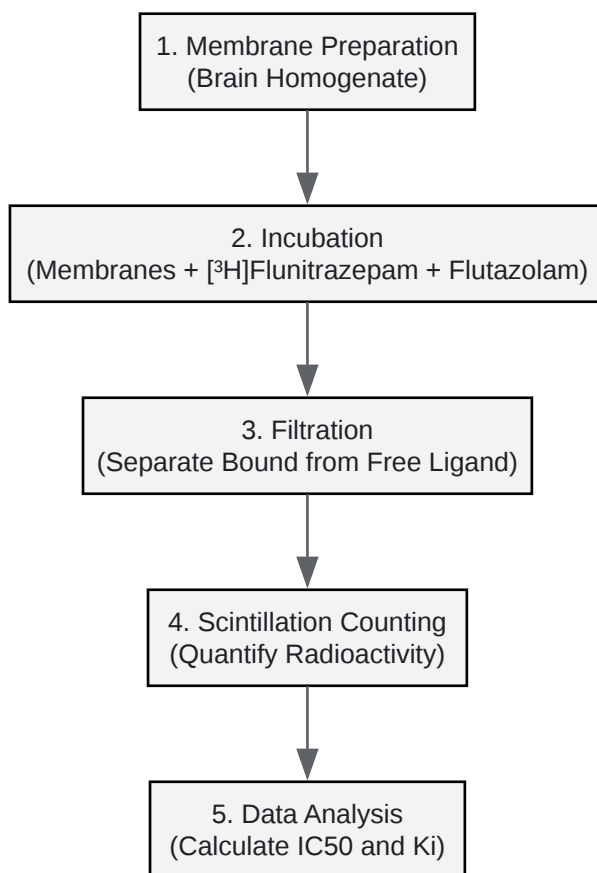 1. Membrane Preparation
(Brain Homogenate)
2. Incubation
(Membranes + [³H]Flunitrazepam + Flutazolam)
3. Filtration
(Separate Bound from Free Ligand)
4. Scintillation Counting
(Quantify Radioactivity)
5. Data Analysis
(Calculate IC50 and Ki)